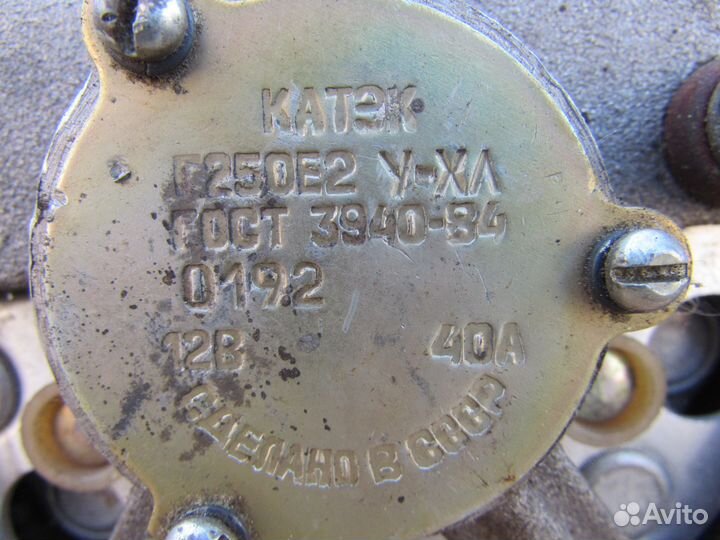 КАТЭК
Г250Е2 У-ХЛ
ГОСТ 3940-84
0192
12В 40А
СДЕЛАНО В СССР
Avito